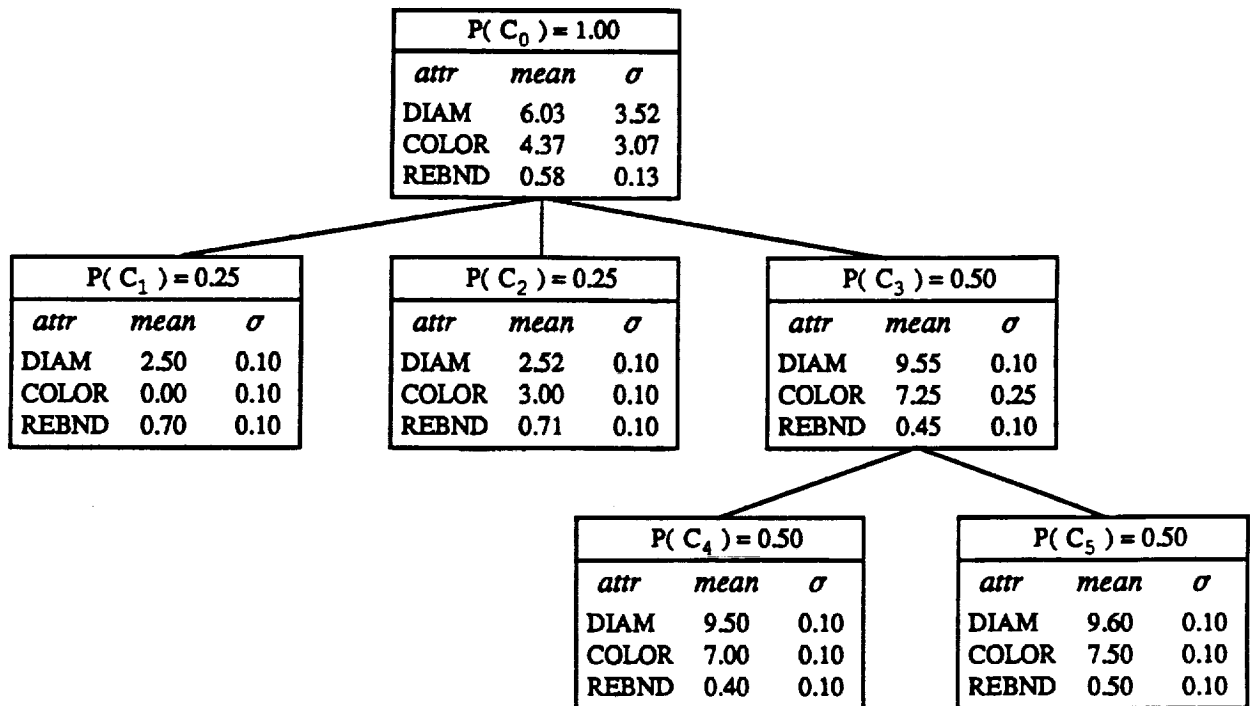 P( C₀ ) = 1.00
attr mean σ
DIAM 6.03 3.52
COLOR 4.37 3.07
REBND 0.58 0.13
P( C₁ ) = 0.25
attr mean σ
DIAM 2.50 0.10
COLOR 0.00 0.10
REBND 0.70 0.10
P( C₂ ) = 0.25
attr mean σ
DIAM 2.52 0.10
COLOR 3.00 0.10
REBND 0.71 0.10
P( C₃ ) = 0.50
attr mean σ
DIAM 9.55 0.10
COLOR 7.25 0.25
REBND 0.45 0.10
P( C₄ ) = 0.50
attr mean σ
DIAM 9.50 0.10
COLOR 7.00 0.10
REBND 0.40 0.10
P( C₅ ) = 0.50
attr mean σ
DIAM 9.60 0.10
COLOR 7.50 0.10
REBND 0.50 0.10